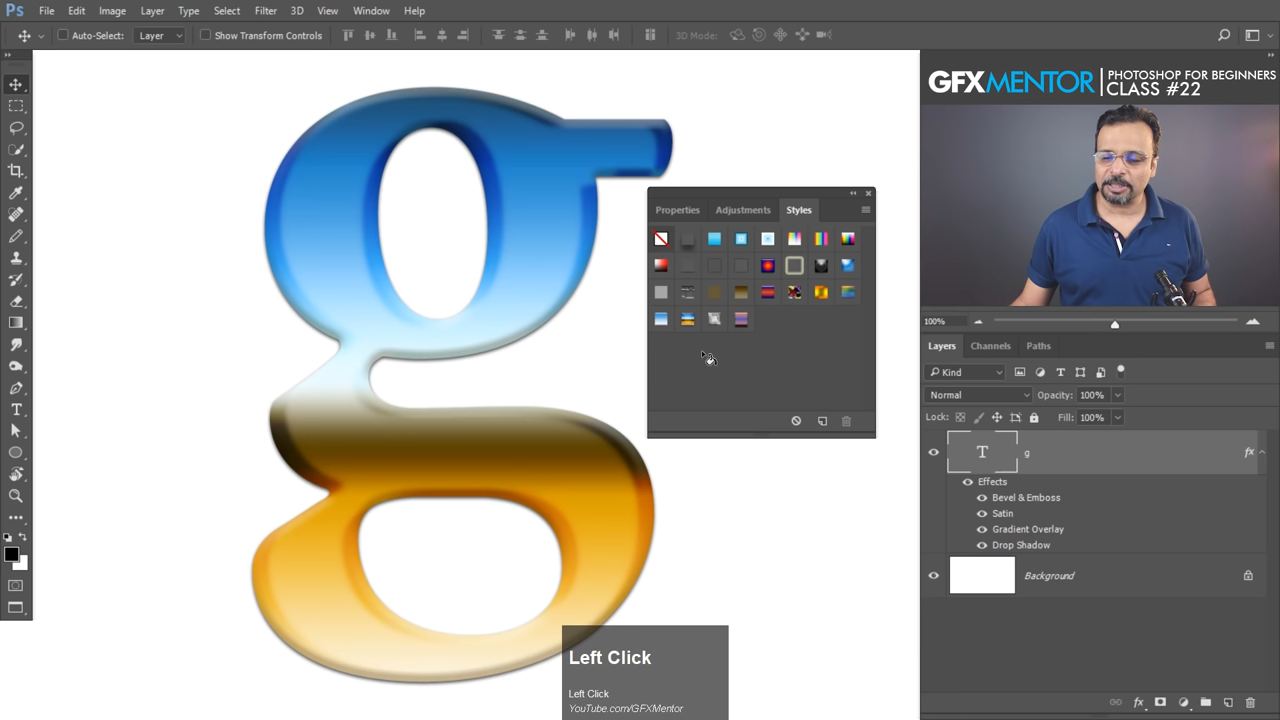 Ps File Edit Image Layer Type Select Filter 3D View Window Help
Auto-Select: Layer Show Transform Controls 3D Mode:
GFXMENTOR
PHOTOSHOP FOR BEGINNERS
CLASS #22
g
Properties Adjustments Styles
100%
Layers Channels Paths
Kind
Normal Opacity: 100%
Lock: Fill: 100%
T g fx
Effects
Bevel & Emboss
Satin
Gradient Overlay
Drop Shadow
Background
Left Click
Left Click
YouTube.com/GFXMentor
fx